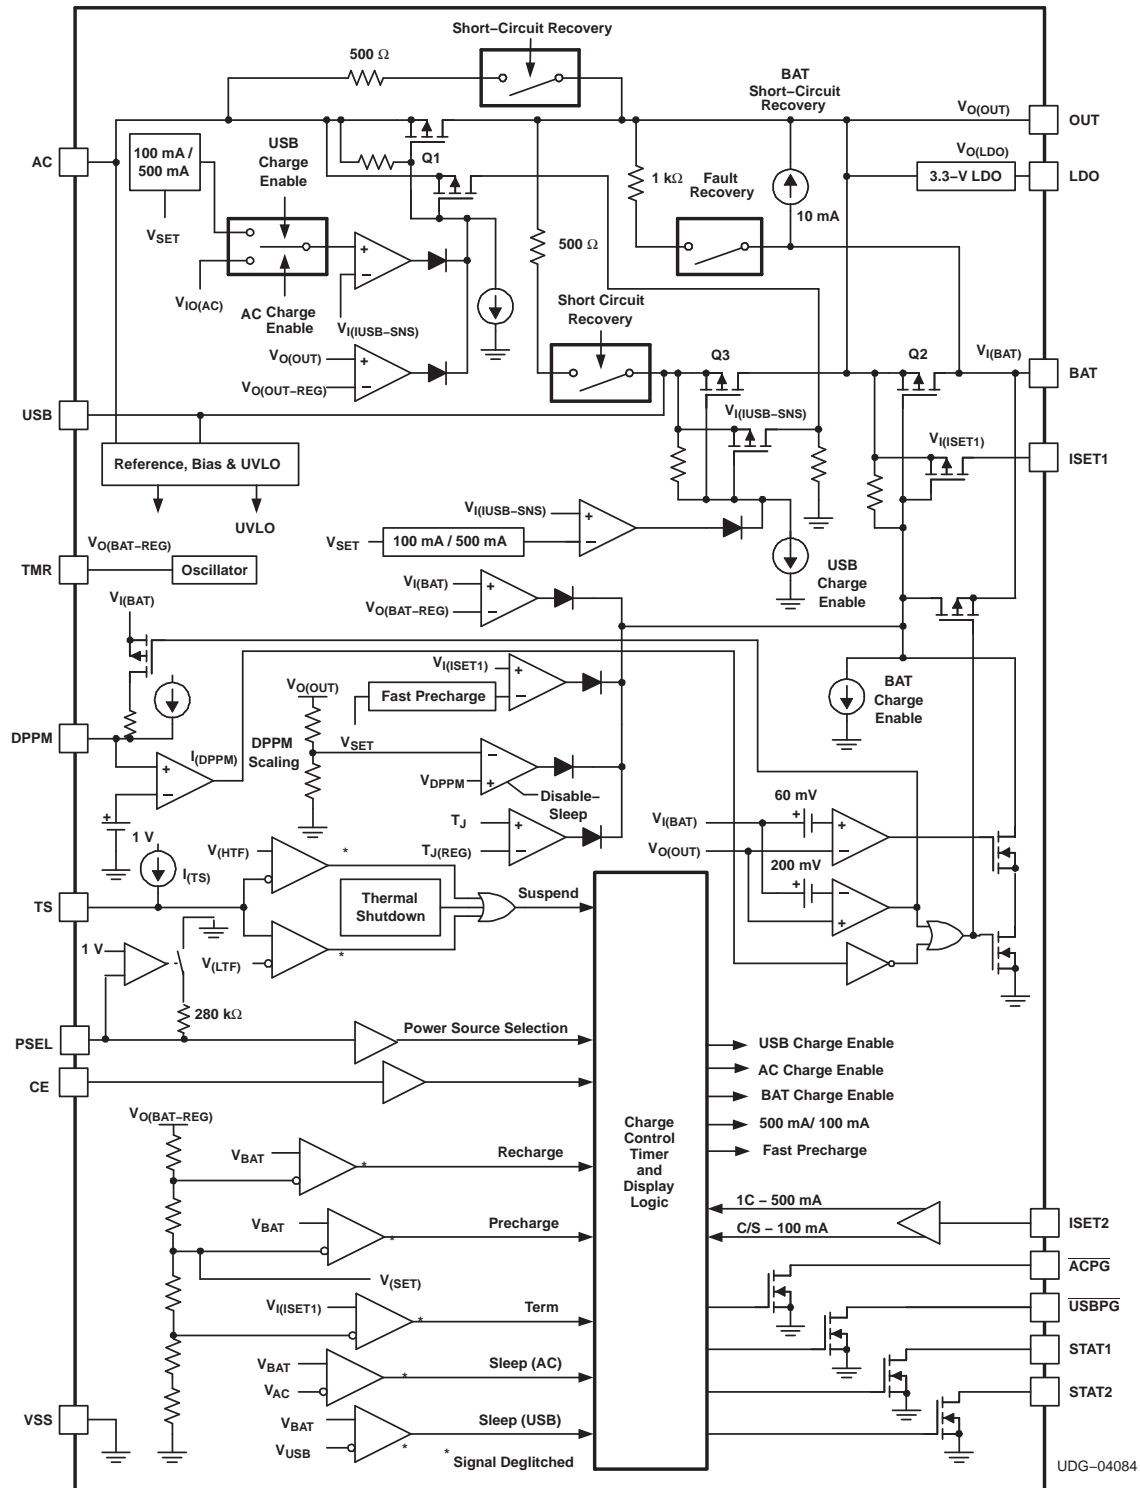 Short−Circuit Recovery
500 Ω
BAT
Short−Circuit
Recovery
VO(OUT)
OUT
AC
100 mA /
500 mA
USB
Charge
Enable
Q1
1 kΩ
Fault
Recovery
VO(LDO)
3.3−V LDO
LDO
10 mA
VSET
500 Ω
+
−
VIO(AC)
AC Charge
Enable
VI(IUSB−SNS)
Short Circuit
Recovery
VO(OUT)
+
VO(OUT−REG)
−
Q3
Q2
VI(BAT)
BAT
USB
VI(IUSB−SNS)
VI(ISET1)
ISET1
Reference, Bias & UVLO
UVLO
VI(IUSB−SNS)
+
VSET
100 mA / 500 mA
−
VO(BAT−REG)
TMR
Oscillator
USB
Charge
Enable
VI(BAT)
+
VO(BAT−REG)
−
VI(BAT)
VI(ISET1)
+
Fast Precharge
−
VO(OUT)
BAT
Charge
Enable
DPPM
VSET
DPPM
Scaling
−
I(DPPM)
+
−
VDPPM
+
Disable−
Sleep
60 mV
+
1 V
TJ
+
TJ(REG)
−
VI(BAT)
+
+
VO(OUT)
−
200 mV
V(HTF)
*
I(TS)
+
−
+
TS
Thermal
Shutdown
Suspend
1 V
V(LTF)
*
280 kΩ
PSEL
Power Source Selection
CE
USB Charge Enable
AC Charge Enable
BAT Charge Enable
500 mA/ 100 mA
Fast Precharge
VO(BAT−REG)
Charge
Control
Timer
and
Display
Logic
VBAT
*
Recharge
1C − 500 mA
C/S − 100 mA
ISET2
VBAT
*
Precharge
V(SET)
ACPG
VI(ISET1)
*
Term
USBPG
VBAT
VAC
*
Sleep (AC)
STAT1
STAT2
VSS
VBAT
VUSB
*
Sleep (USB)
* Signal Deglitched
UDG−04084